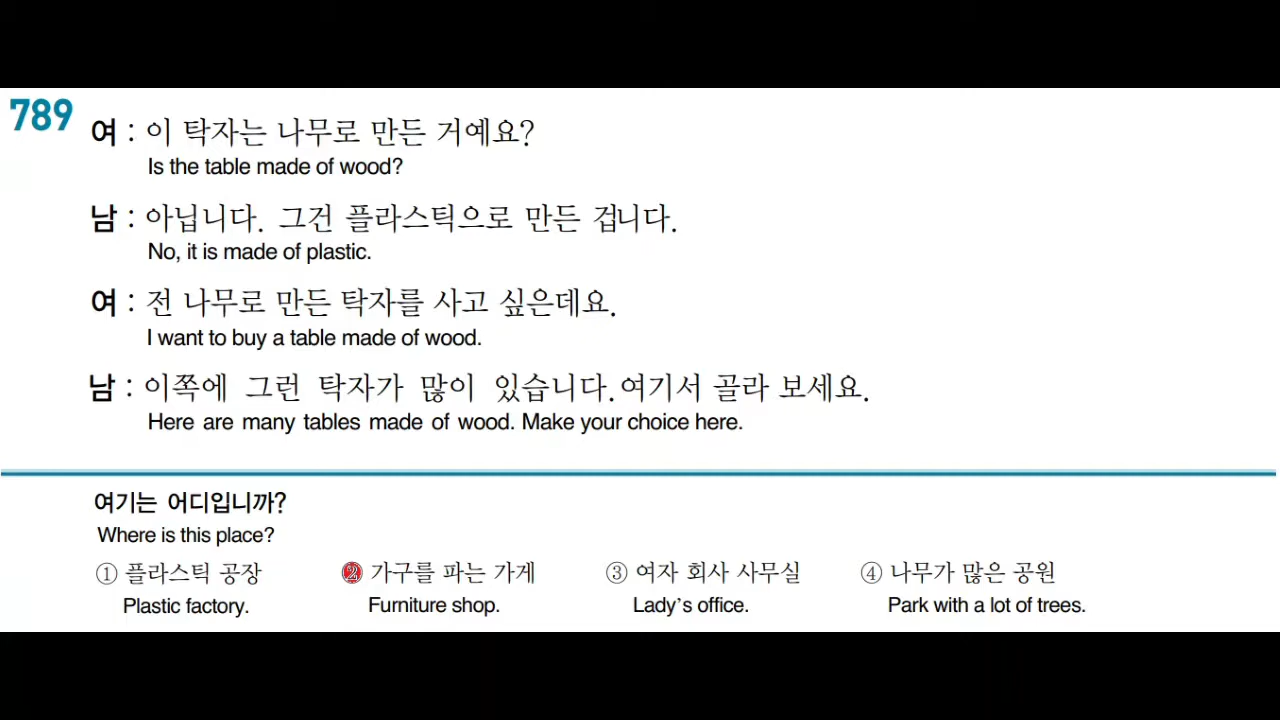 789
여 : 이 탁자는 나무로 만든 거예요?
Is the table made of wood?
남 : 아닙니다. 그건 플라스틱으로 만든 겁니다.
No, it is made of plastic.
여 : 전 나무로 만든 탁자를 사고 싶은데요.
I want to buy a table made of wood.
남 : 이쪽에 그런 탁자가 많이 있습니다. 여기서 골라 보세요.
Here are many tables made of wood. Make your choice here.
여기는 어디입니까?
Where is this place?
① 플라스틱 공장 ② 가구를 파는 가게 ③ 여자 회사 사무실 ④ 나무가 많은 공원
Plastic factory. Furniture shop. Lady's office. Park with a lot of trees.